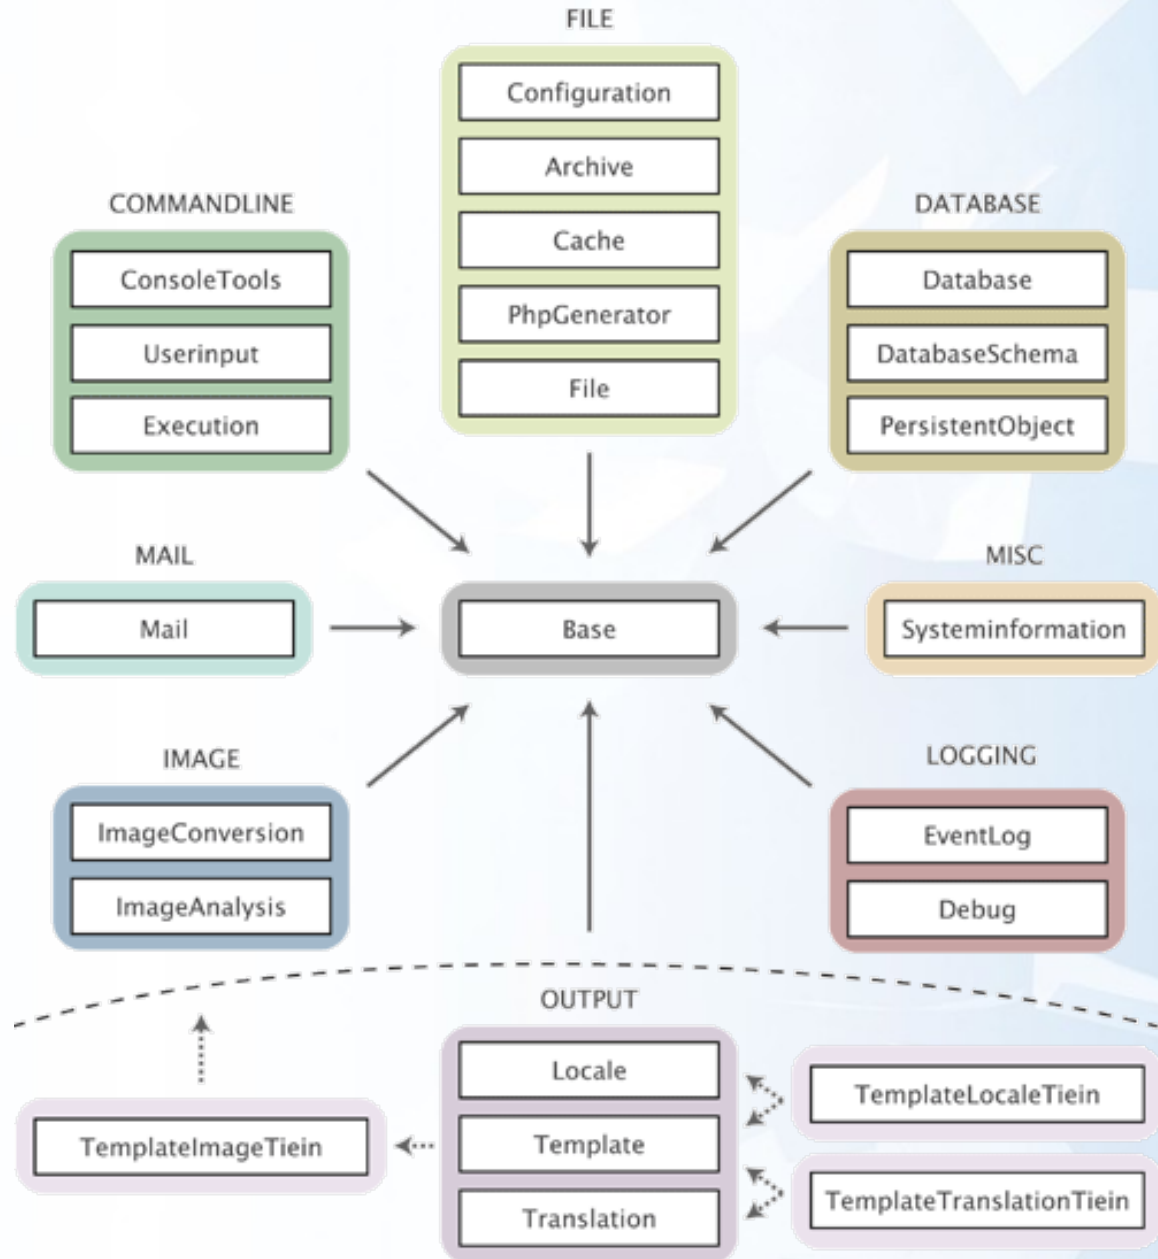 FILE
Configuration
Archive
Cache
PhpGenerator
File
COMMANDLINE
ConsoleTools
Userinput
Execution
DATABASE
Database
DatabaseSchema
PersistentObject
MAIL
Mail
Base
MISC
Systeminformation
IMAGE
ImageConversion
ImageAnalysis
LOGGING
EventLog
Debug
OUTPUT
Locale
Template
Translation
TemplateImageTiein
TemplateLocaleTiein
TemplateTranslationTiein